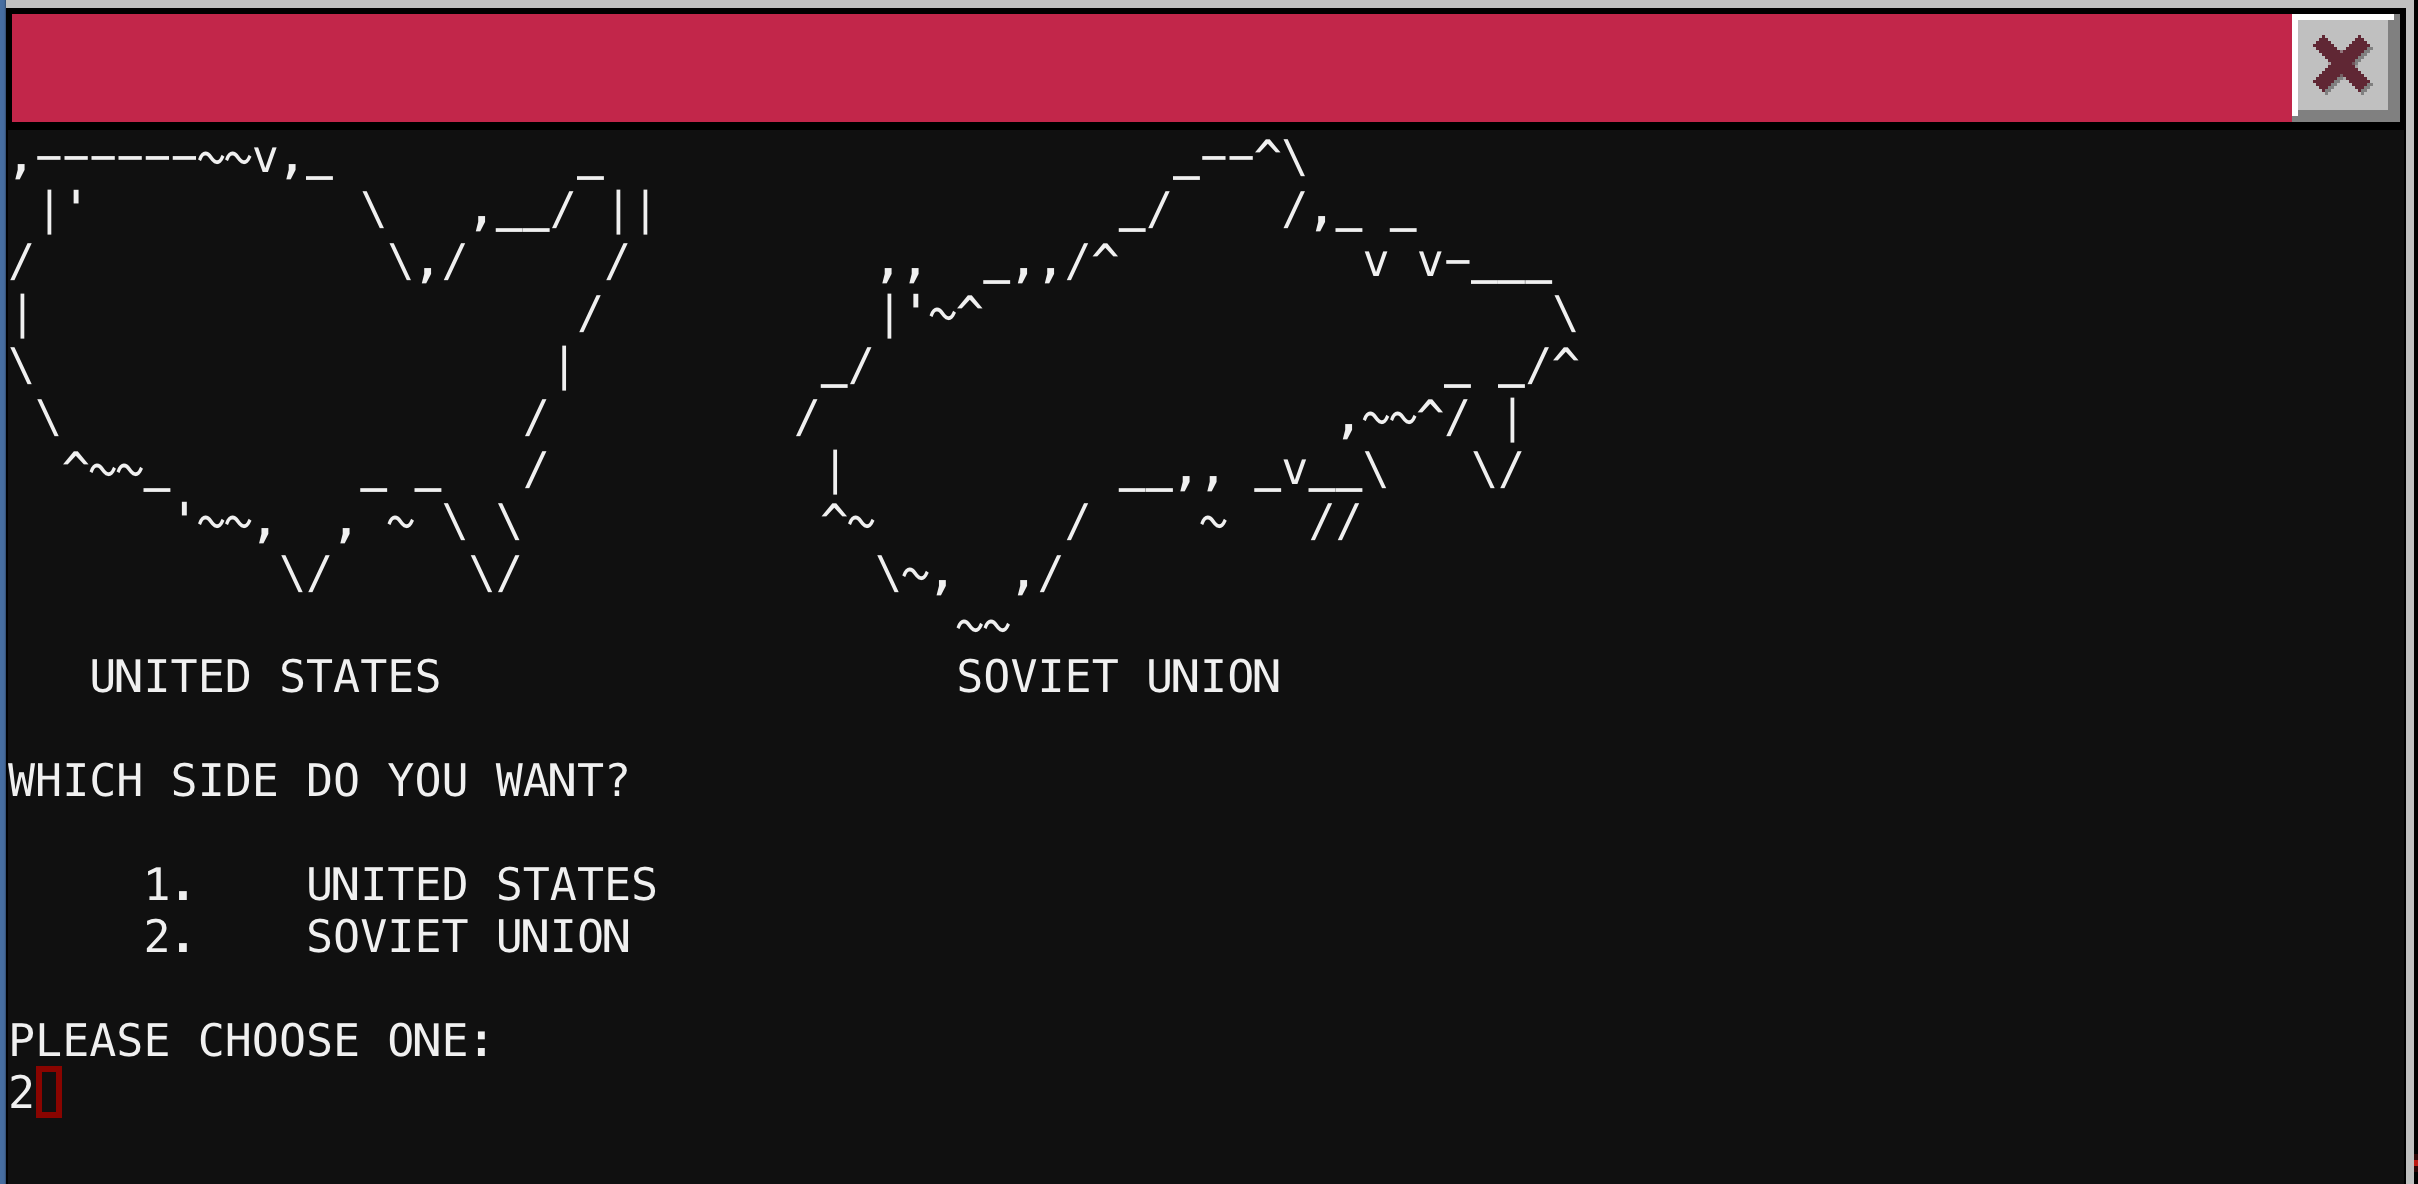 ,------~~v,_         _                     _--^\
 |'          \   ,__/ ||                 _/    /,_ _
/             \,/     /         ,,  _,,/^         v v-___
|                    /          |'~^                     \
\                   |         _/                     _ _/^
 \                 /         /                   ,~~^/ |
  ^~~_       _ _   /          |          __,, _v__\   \/
      '~~,  , ~ \ \           ^~       /    ~   //
          \/     \/             \~,  ,/
                                   ~~
   UNITED STATES                   SOVIET UNION
WHICH SIDE DO YOU WANT?
     1.    UNITED STATES
     2.    SOVIET UNION
PLEASE CHOOSE ONE:
2